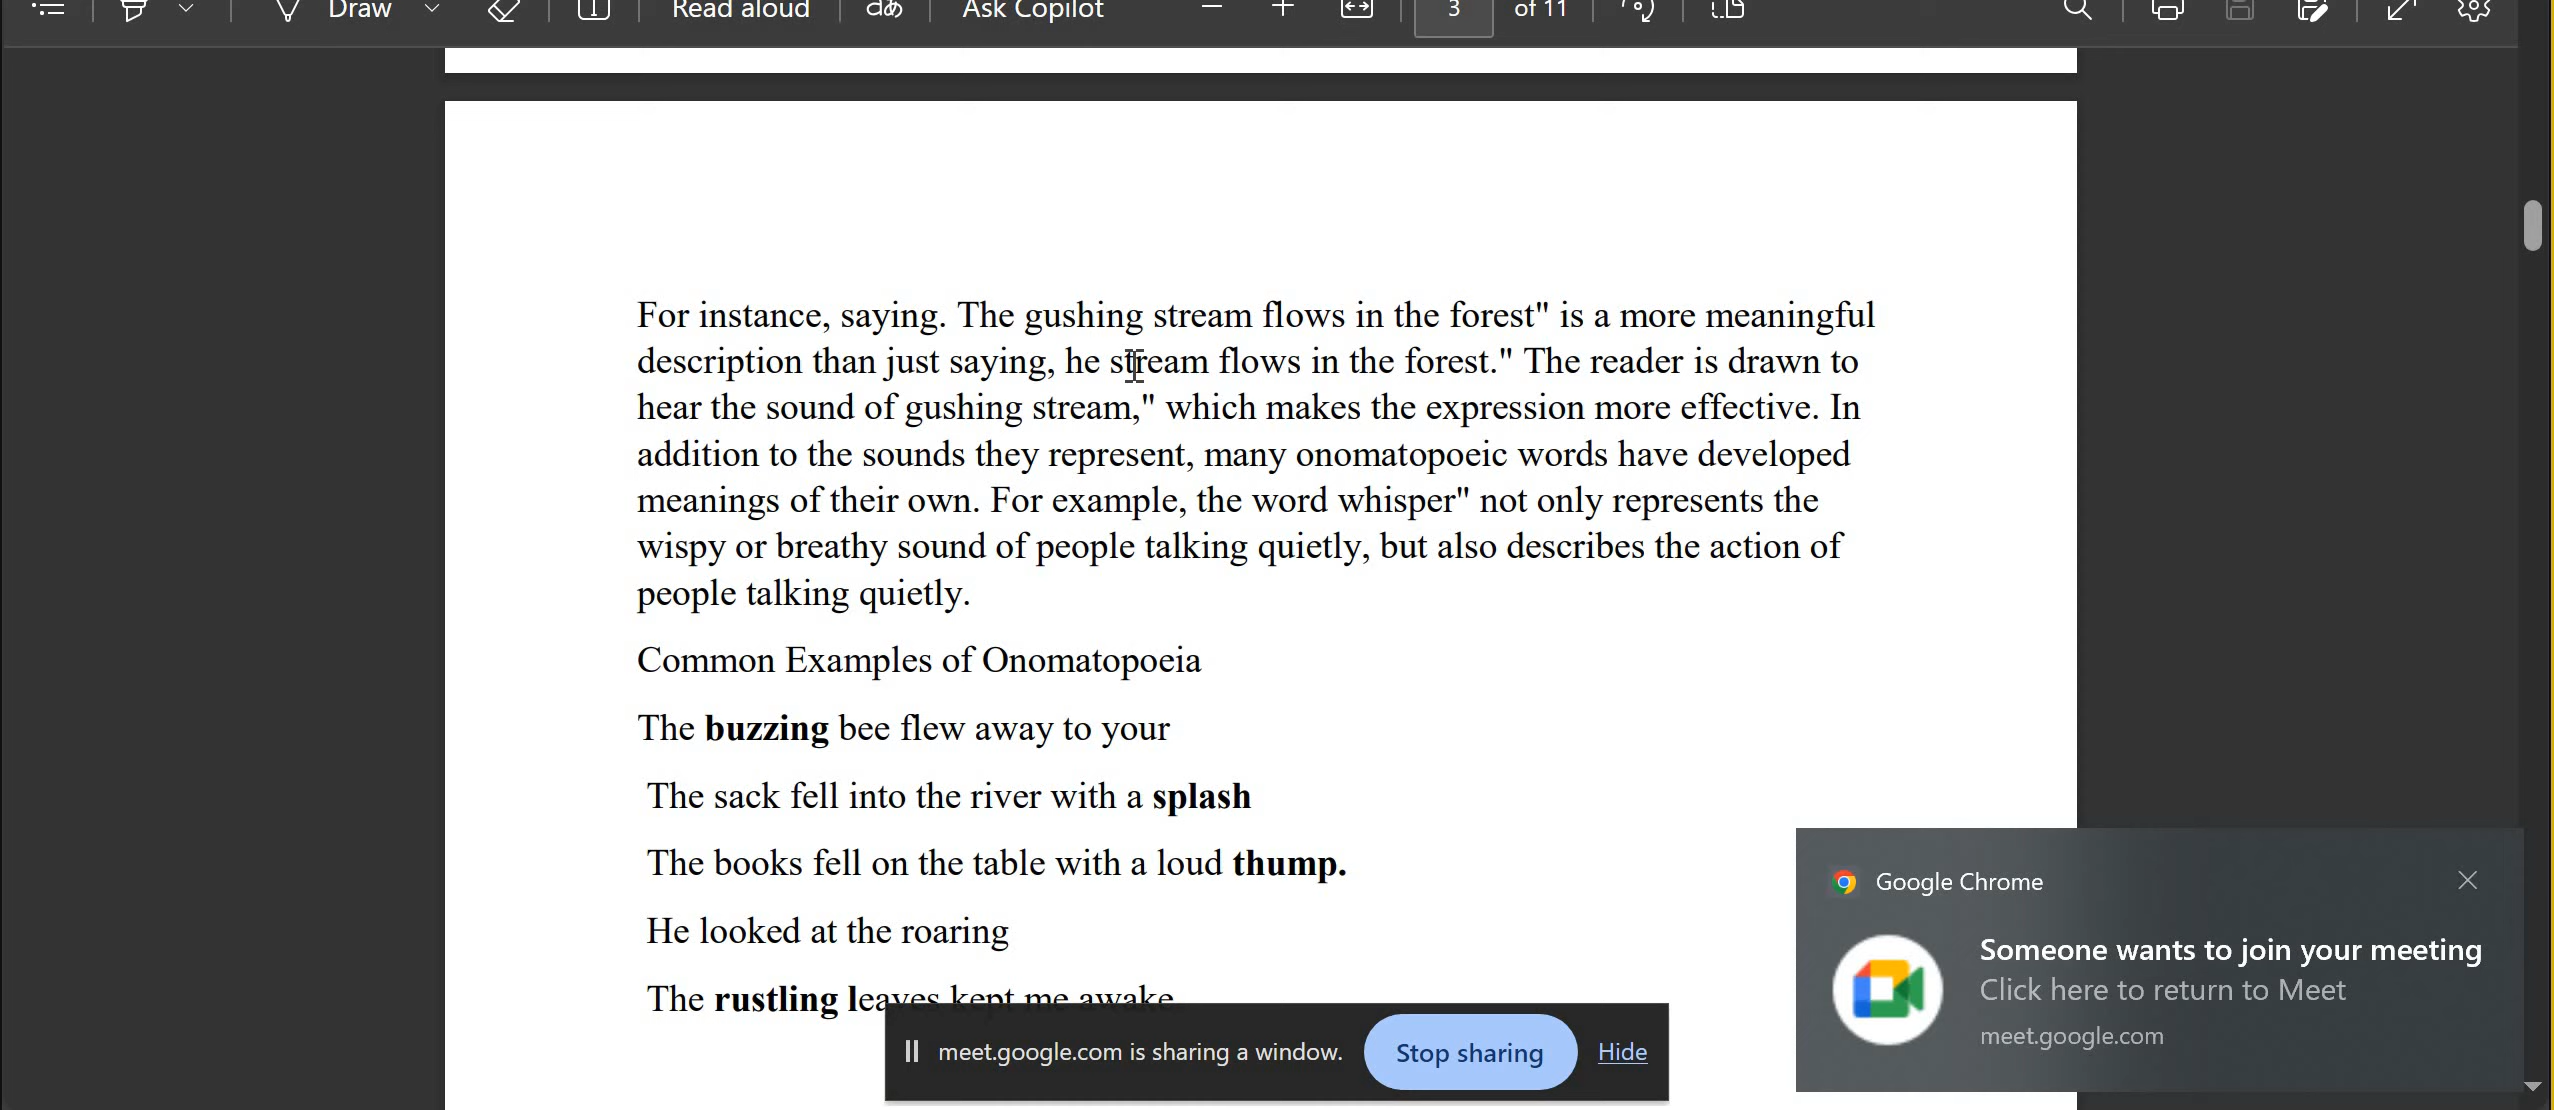 Draw
Read aloud
aあ
Ask Copilot
3
of 11
For instance, saying. The gushing stream flows in the forest" is a more meaningful
description than just saying, he stream flows in the forest." The reader is drawn to
hear the sound of gushing stream," which makes the expression more effective. In
addition to the sounds they represent, many onomatopoeic words have developed
meanings of their own. For example, the word whisper" not only represents the
wispy or breathy sound of people talking quietly, but also describes the action of
people talking quietly.
Common Examples of Onomatopoeia
The buzzing bee flew away to your
The sack fell into the river with a splash
The books fell on the table with a loud thump.
He looked at the roaring
The rustling leaves kept me awake
meet.google.com is sharing a window.
Stop sharing
Hide
Google Chrome
Someone wants to join your meeting
Click here to return to Meet
meet.google.com